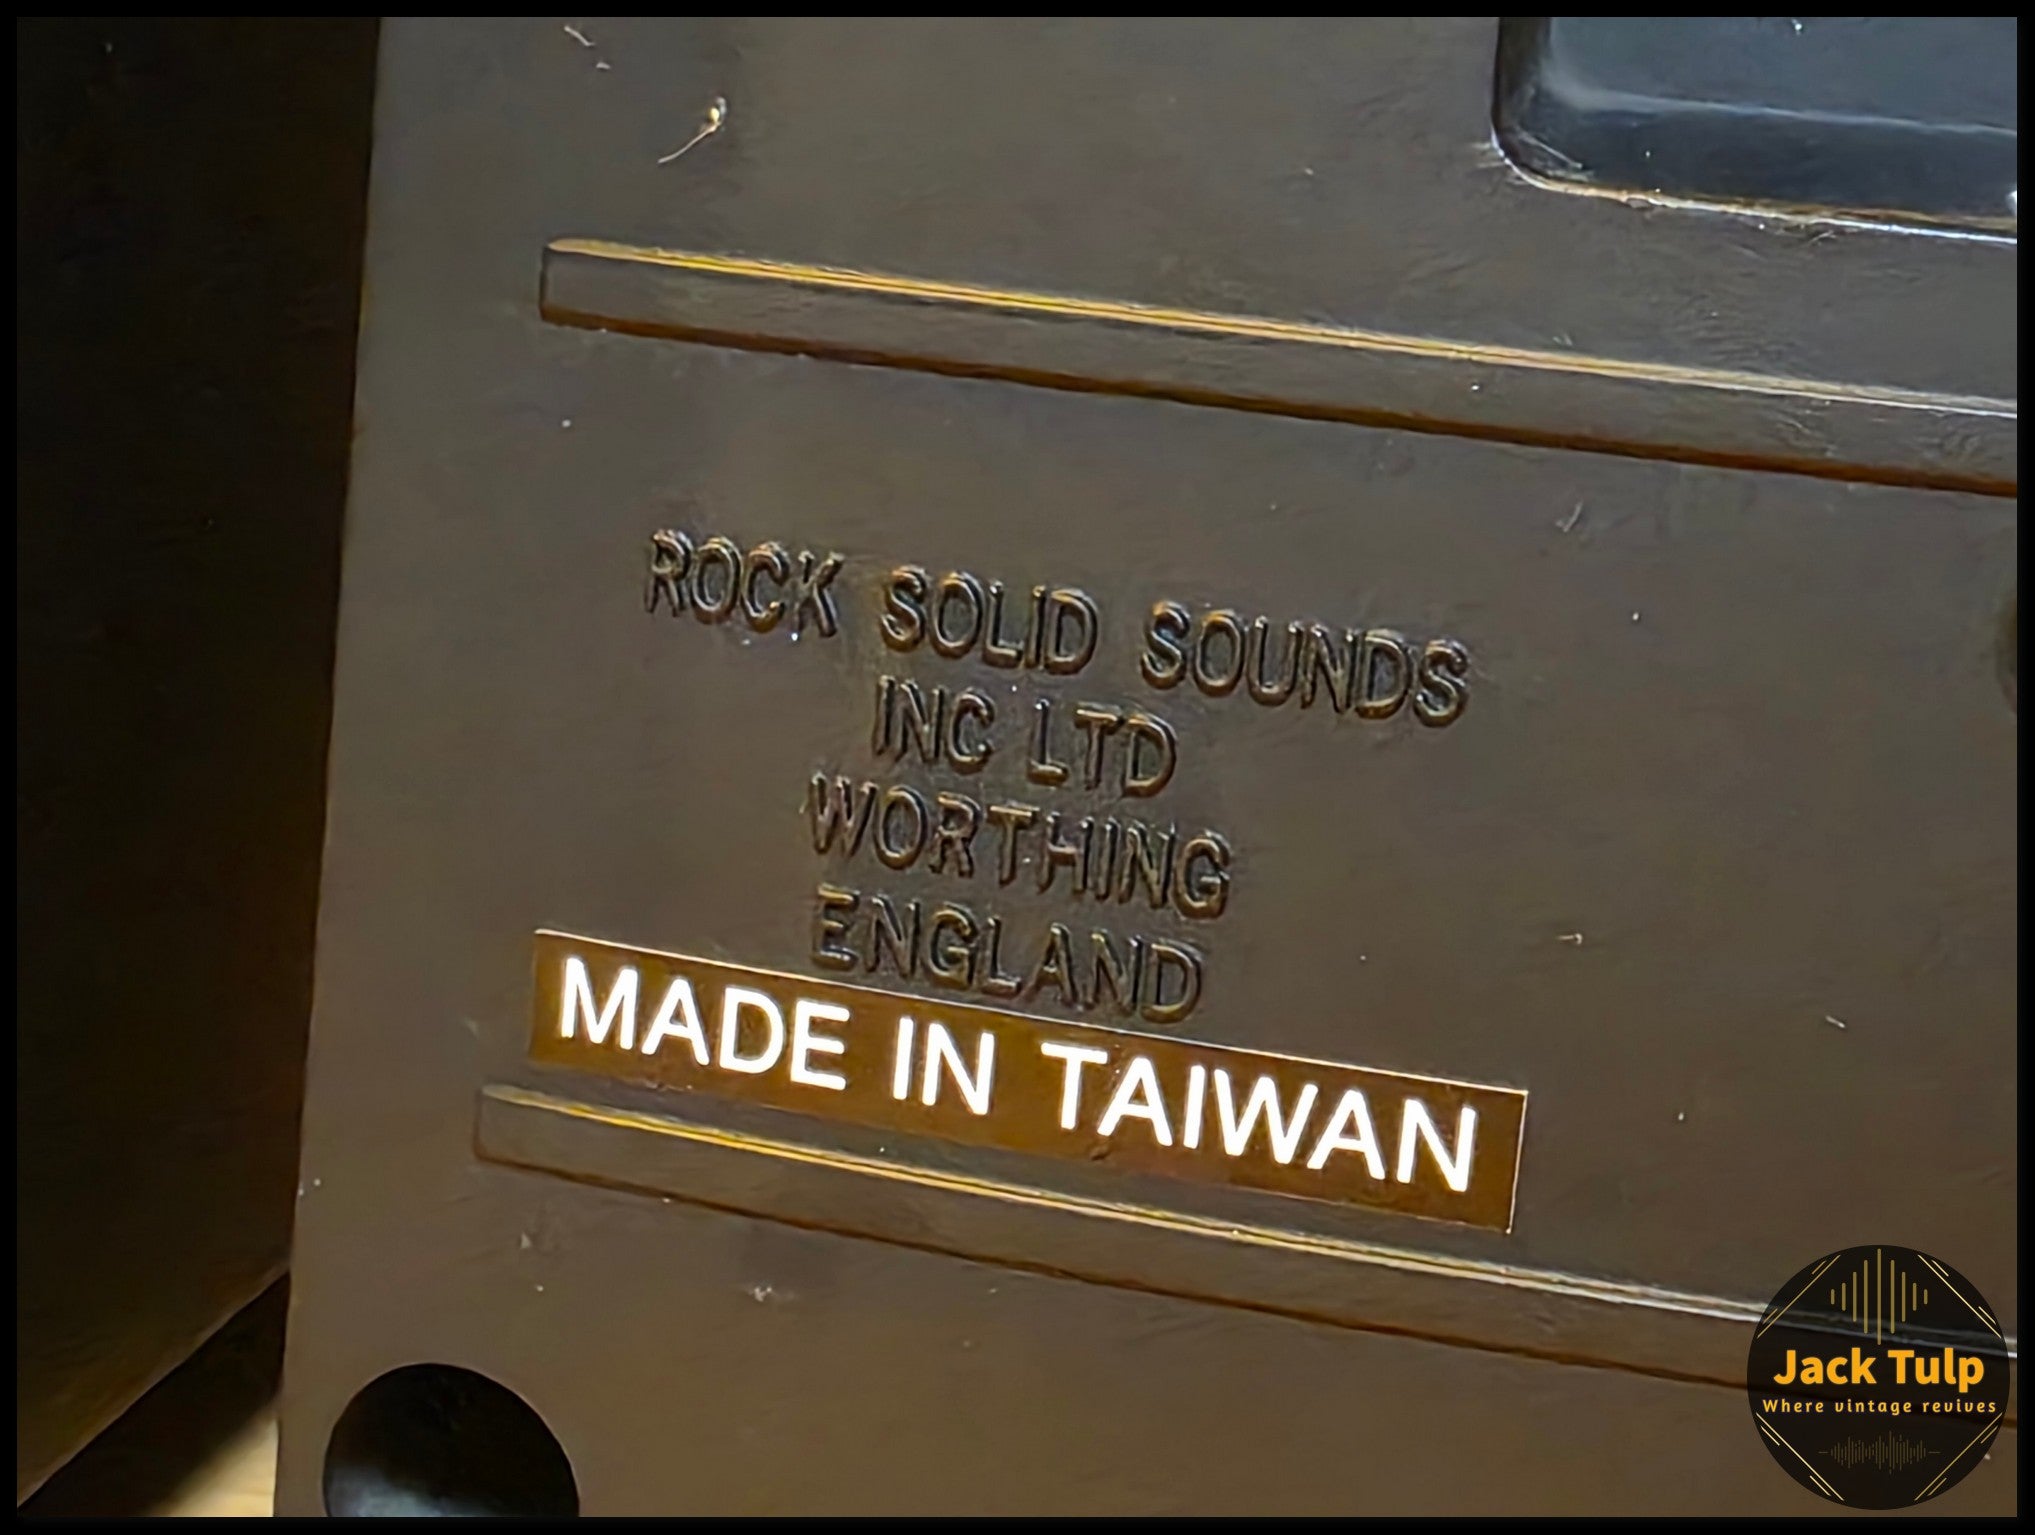 ROCK SOLID SOUNDS
INC LTD
WORTHING
ENGLAND
MADE IN TAIWAN
Jack Tulp
Where vintage revives